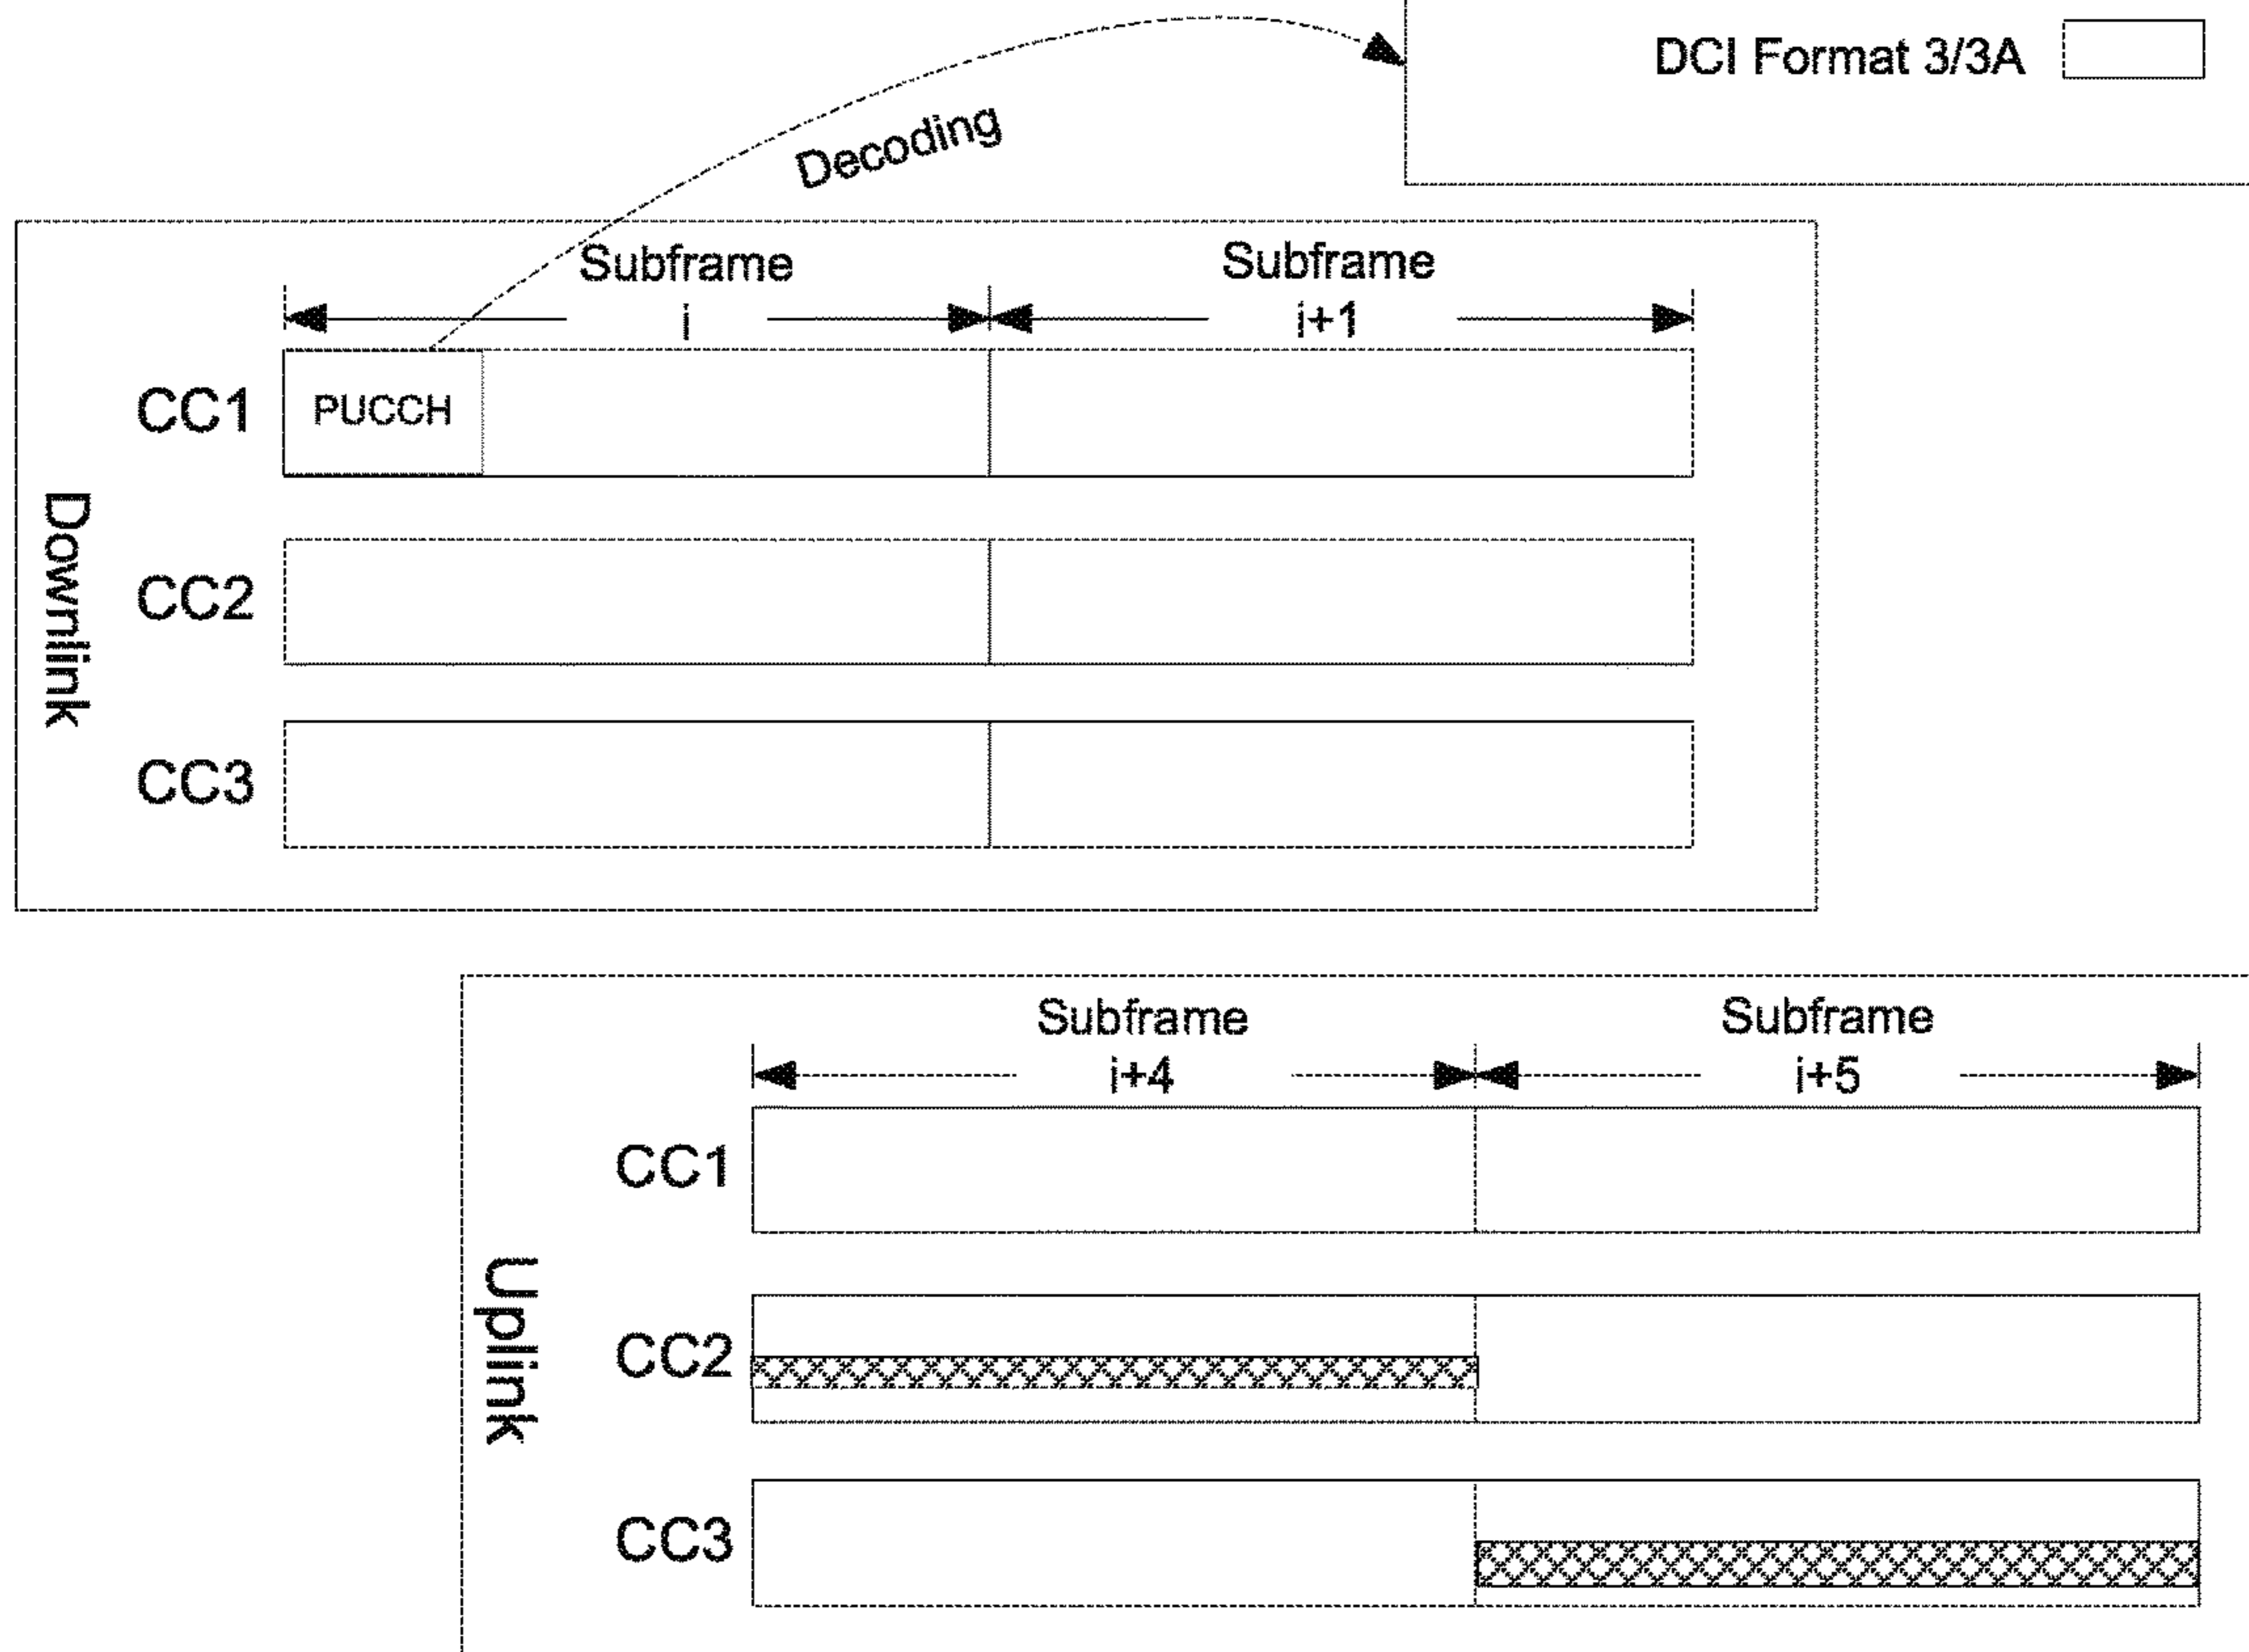 DCI Format 3/3A
Decoding
Subframe
i
Subframe
i+1
CC1
PUCCH
Downlink
CC2
CC3
Subframe
i+4
Subframe
i+5
CC1
Uplink
CC2
CC3